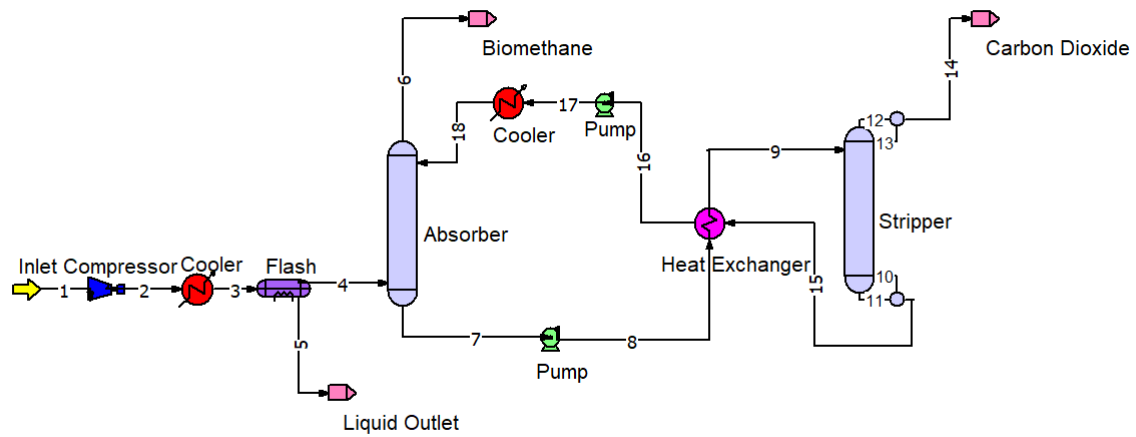 Biomethane
Carbon Dioxide
6
14
17
Cooler
Pump
18
12
13
16
9
Absorber
Stripper
Inlet Compressor
Cooler
Flash
Heat Exchanger
1
2
3
4
15
10
11
5
7
8
Pump
Liquid Outlet